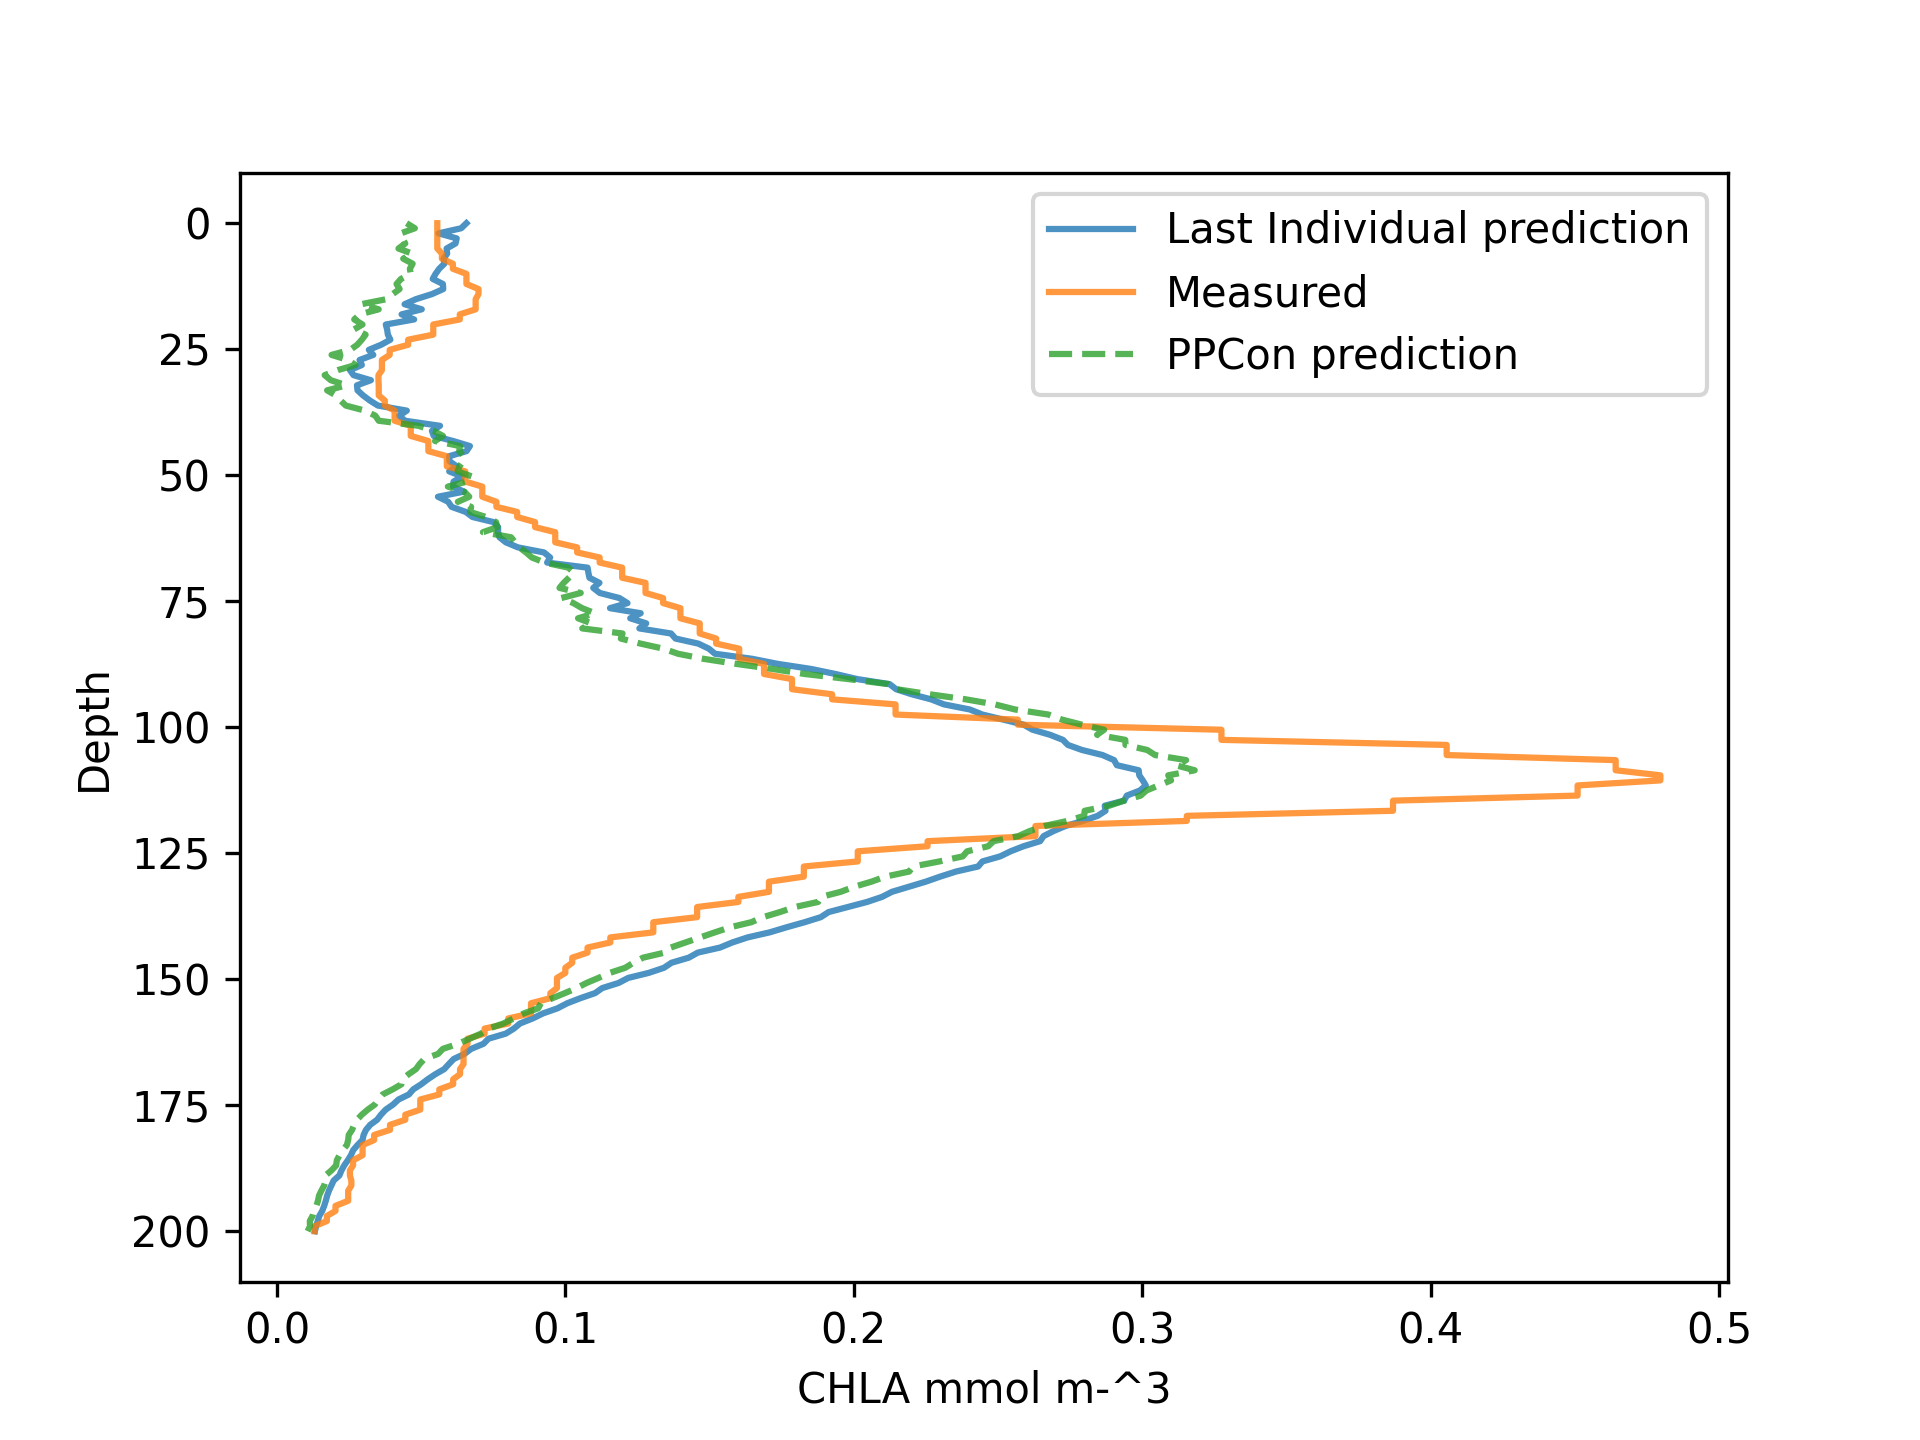 Last Individual prediction
Measured
PPCon prediction
0
25
50
75
100
125
150
175
200
Depth
0.0 0.1 0.2 0.3 0.4 0.5
CHLA mmol m-^3